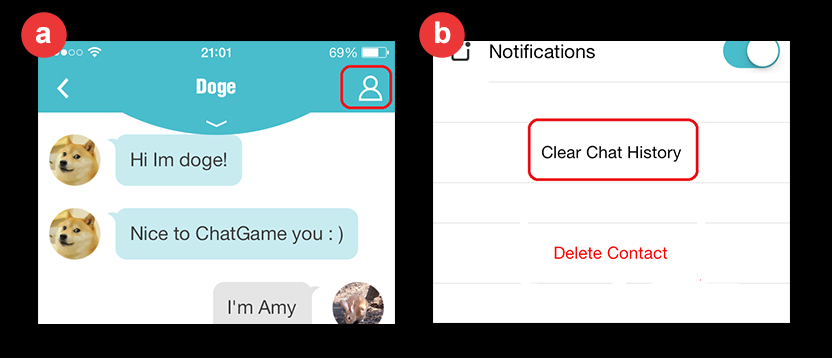 a
21:01
69%
Doge
Hi Im doge!
Nice to ChatGame you : )
I'm Amy
b
Notifications
Clear Chat History
Delete Contact